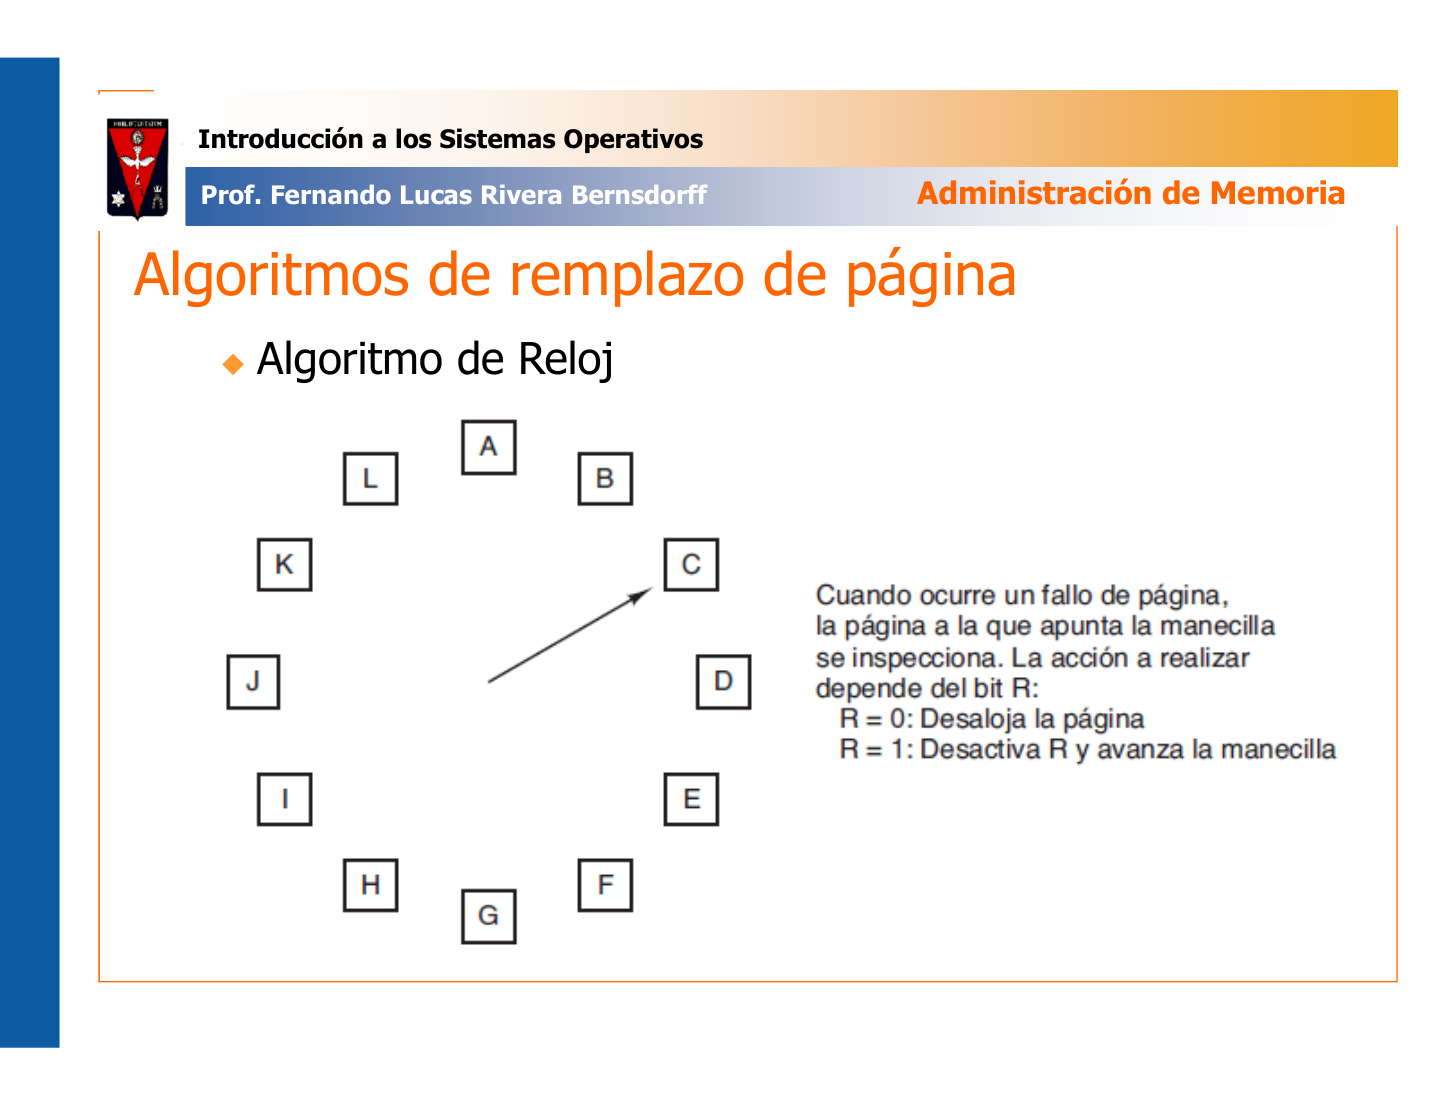 Introducción a los Sistemas Operativos
Prof. Fernando Lucas Rivera Bernsdorff
Administración de Memoria
Algoritmos de remplazo de página
Algoritmo de Reloj
A
L
B
K
C
J
D
I
E
H
F
G
Cuando ocurre un fallo de página,
la página a la que apunta la manecilla
se inspecciona. La acción a realizar
depende del bit R:
R = 0: Desaloja la página
R = 1: Desactiva R y avanza la manecilla